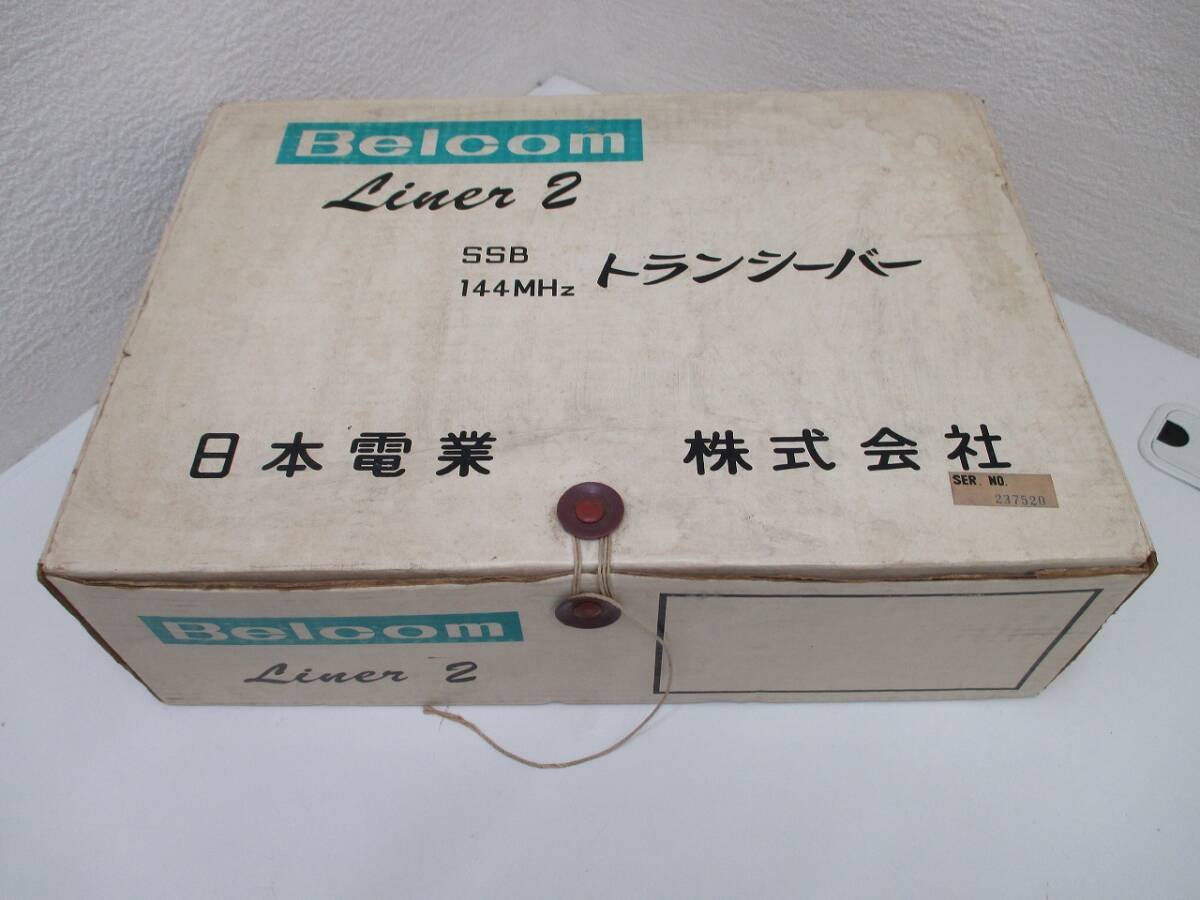 Belcom
Liner 2
SSB
144MHz トランシーバー
日本電業 株式会社
SER. NO.
237520
Belcom
Liner 2